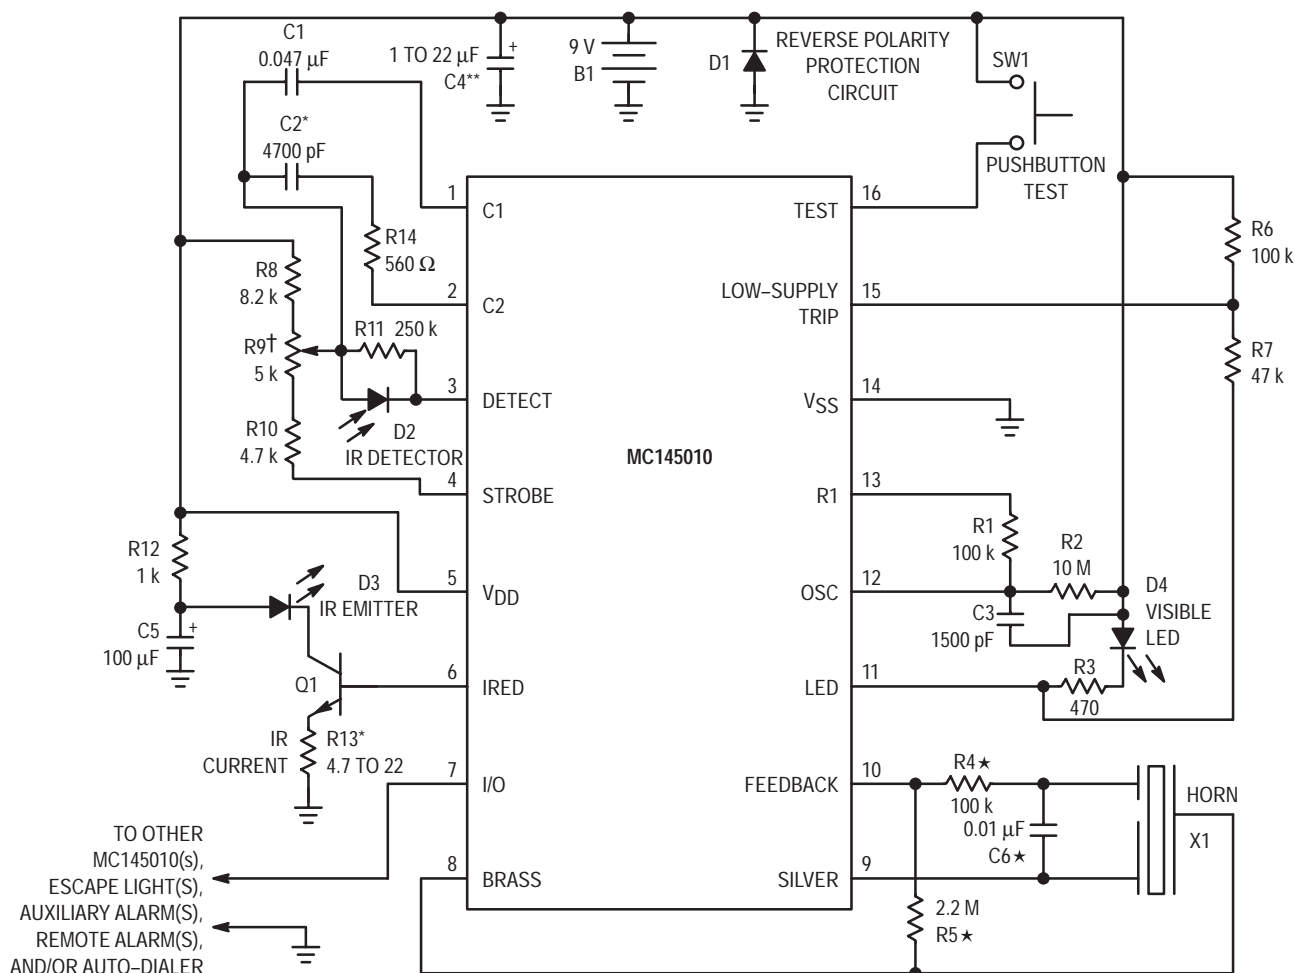 C1
0.047 µF
1 TO 22 µF
C4**
+
9 V
B1
D1
REVERSE POLARITY
PROTECTION
CIRCUIT
SW1
PUSHBUTTON
TEST
C2*
4700 pF
1
C1
R14
560 Ω
2
C2
R8
8.2 k
R9†
5 k
R11 250 k
3
DETECT
D2
IR DETECTOR
R10
4.7 k
4
STROBE
R12
1 k
5
VDD
D3
IR EMITTER
C5
100 µF
+
Q1
6
IRED
IR
CURRENT
R13*
4.7 TO 22
7
I/O
TO OTHER
MC145010(s),
ESCAPE LIGHT(S),
AUXILIARY ALARM(S),
REMOTE ALARM(S),
AND/OR AUTO–DIALER
8
BRASS
MC145010
16
TEST
R6
100 k
15
LOW–SUPPLY
TRIP
R7
47 k
14
VSS
13
R1
R1
100 k
R2
10 M
12
OSC
C3
1500 pF
D4
VISIBLE
LED
11
LED
R3
470
10
FEEDBACK
R4★
100 k
0.01 µF
C6★
HORN
X1
9
SILVER
2.2 M
R5★